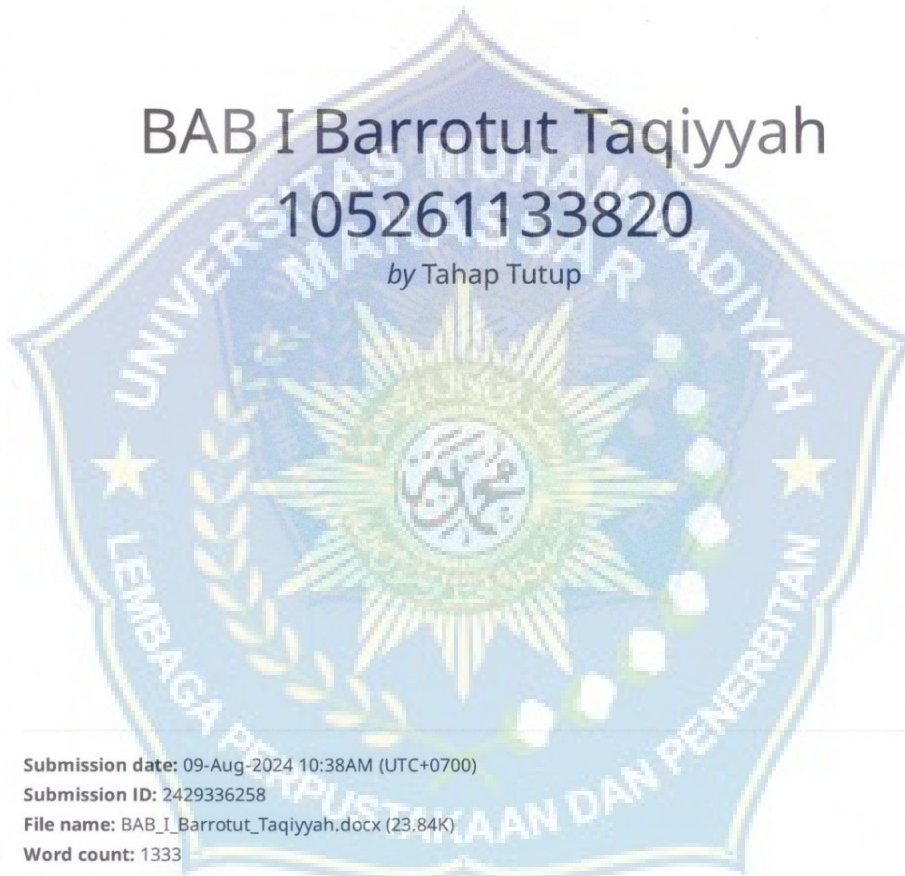 BAB I Barrotut Taqiyyah
105261133820
by Tahap Tutup
UNIVERSITAS MUHAMMADIYAH
MAKASSAR
محمدية
LEMBAGA PERPUSTAKAAN DAN PENERBITAN
Submission date: 09-Aug-2024 10:38AM (UTC+0700)
Submission ID: 2429336258
File name: BAB_I_Barrotut_Taqiyyah.docx (23.84K)
Word count: 1333